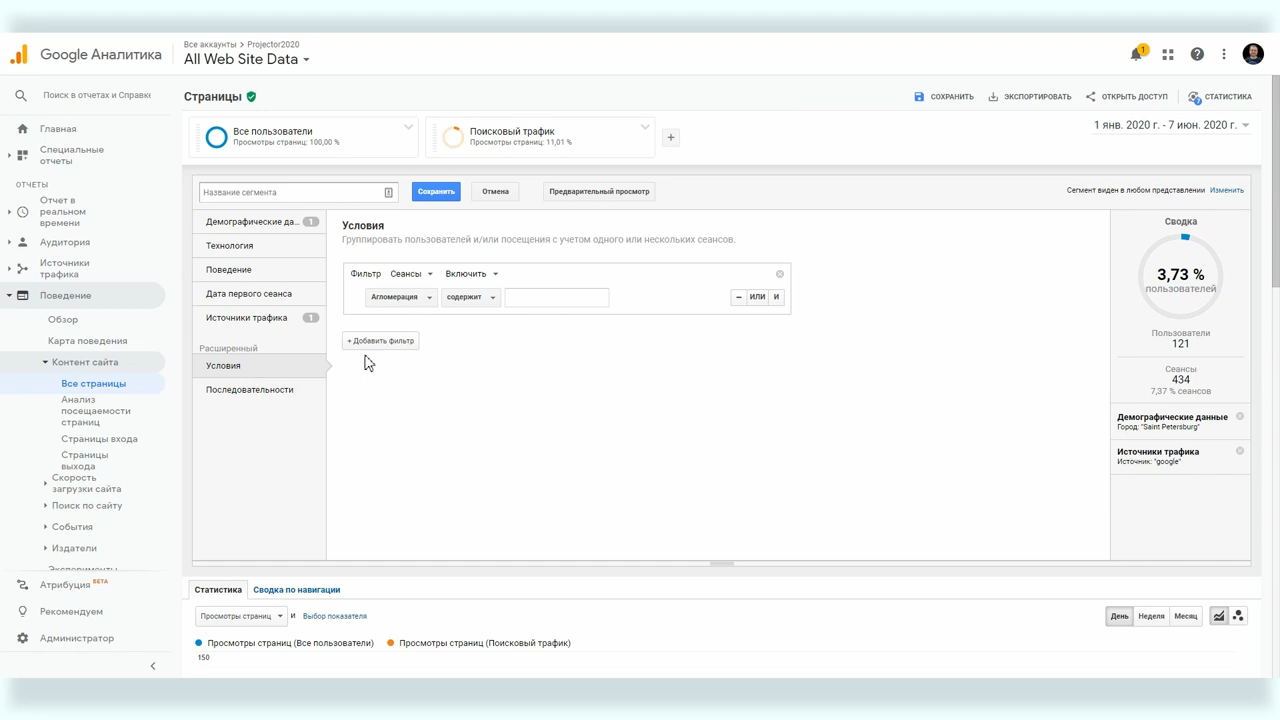 Google Аналитика
Все аккаунты > Projector2020
All Web Site Data
1
Поиск в отчетах и Справке
Страницы
СОХРАНИТЬ
ЭКСПОРТИРОВАТЬ
ОТКРЫТЬ ДОСТУП
СТАТИСТИКА
Главная
Специальные
отчеты
ОТЧЕТЫ
Отчет в
реальном
времени
Аудитория
Источники
трафика
Поведение
Обзор
Карта поведения
Контент сайта
Все страницы
Анализ
посещаемости
страниц
Страницы входа
Страницы
выхода
Скорость
загрузки сайта
Поиск по сайту
События
Издатели
Эксперименты
Атрибуция BETA
Рекомендуем
Администратор
Все пользователи
Просмотры страниц: 100,00 %
Поисковый трафик
Просмотры страниц: 11,01 %
+
1 янв. 2020 г. - 7 июн. 2020 г.
Название сегмента
Сохранить
Отмена
Предварительный просмотр
Сегмент виден в любом представлении Изменить
Демографические да... 1
Технология
Поведение
Дата первого сеанса
Источники трафика 1
Расширенный
Условия
Последовательности
Условия
Группировать пользователей и/или посещения с учетом одного или нескольких сеансов.
Фильтр Сеансы Включить
Агломерация содержит – ИЛИ И
+ Добавить фильтр
Сводка
3,73 %
пользователей
Пользователи
121
Сеансы
434
7,37 % сеансов
Демографические данные
Город: "Saint Petersburg"
Источники трафика
Источник: "google"
Статистика
Сводка по навигации
Просмотры страниц и Выбор показателя
День Неделя Месяц
Просмотры страниц (Все пользователи) Просмотры страниц (Поисковый трафик)
150